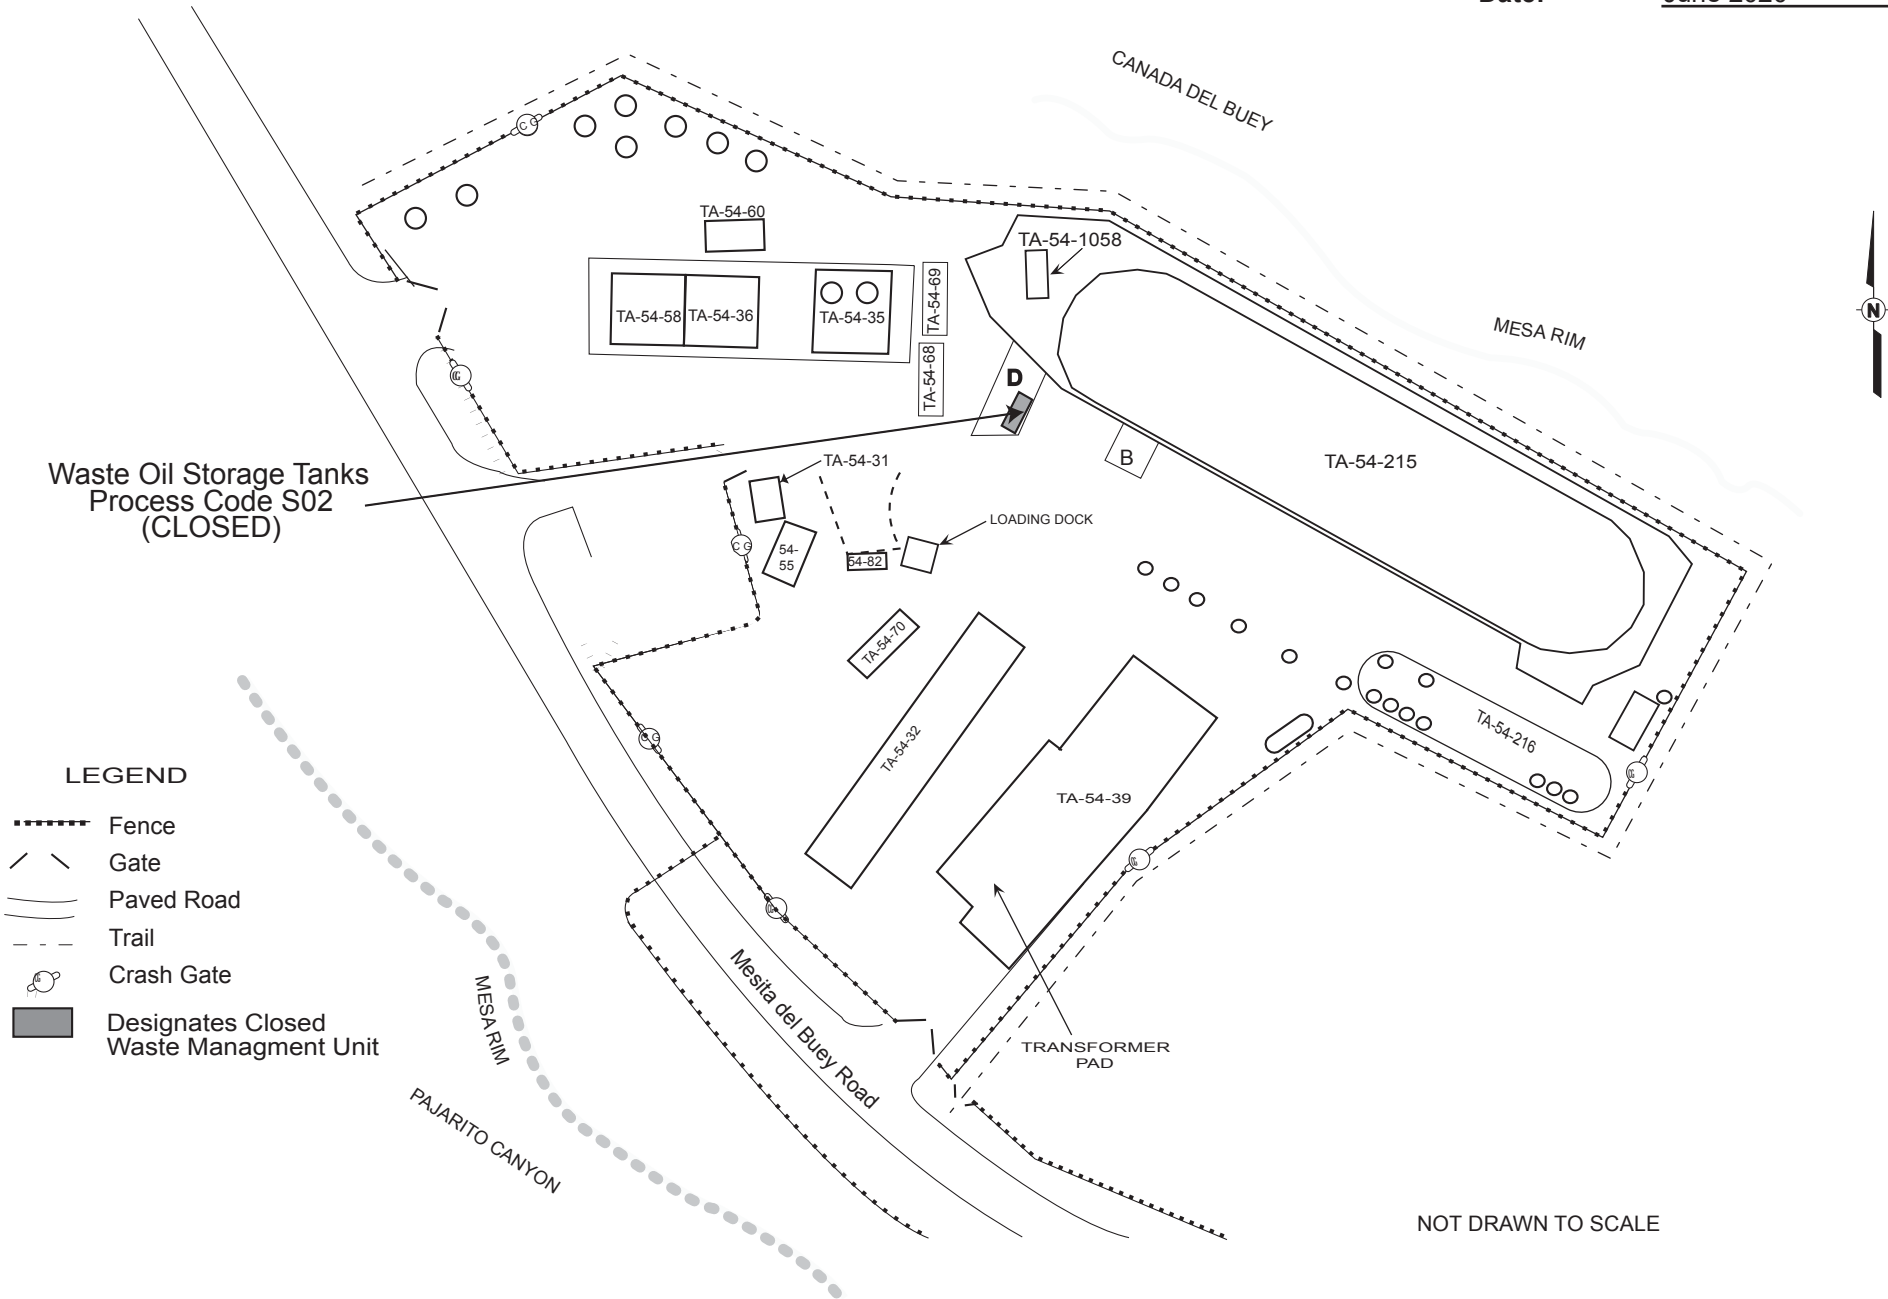 CANADA DEL BUEY
TA-54-60
TA-54-1058
TA-54-58
TA-54-36
TA-54-35
TA-54-69
TA-54-68
N
MESA RIM
D
B
TA-54-215
Waste Oil Storage Tanks
Process Code S02
(CLOSED)
TA-54-31
LOADING DOCK
54-
55
54-82
C G
C G
TA-54-70
TA-54-32
TA-54-39
TA-54-216
LEGEND
Fence
Gate
Paved Road
Trail
Crash Gate
Designates Closed
Waste Managment Unit
MESA RIM
PAJARITO CANYON
Mesita del Buey Road
TRANSFORMER
PAD
NOT DRAWN TO SCALE